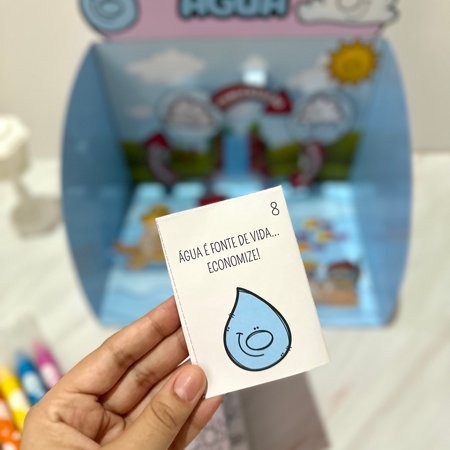 ÁGUA
8
ÁGUA É FONTE DE VIDA...
ECONOMIZE!